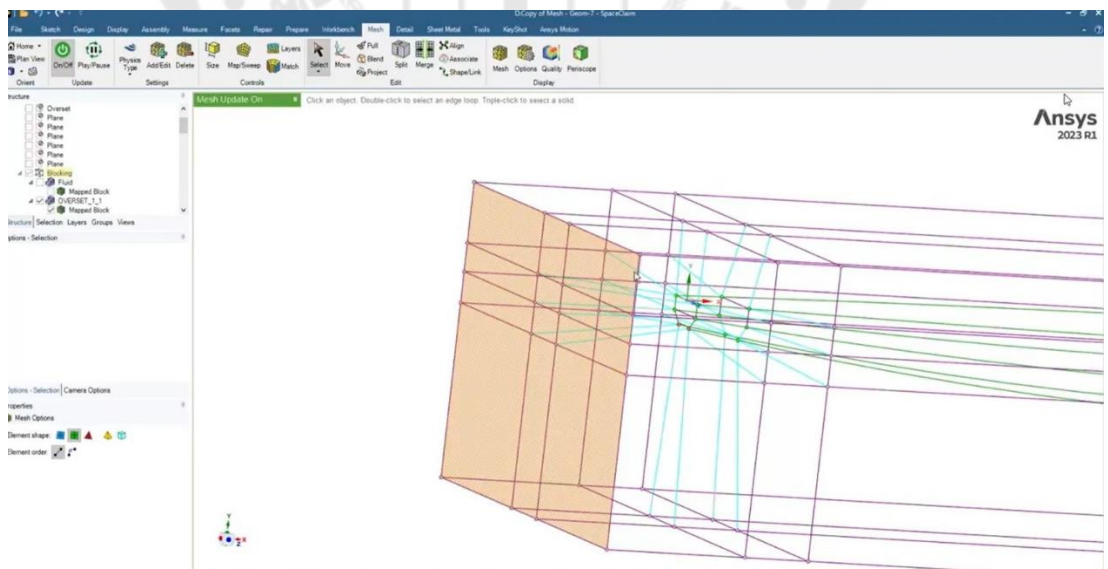 D:Copy of Mesh - Geom-7 - SpaceClaim
File Sketch Design Display Assembly Measure Facets Repair Prepare Workbench Mesh Detail Sheet Metal Tools KeyShot Ansys Motion
Home
Plan View
On/Off Play/Pause Physics Type Add/Edit Delete Size Map/Sweep Layers Match Select Move Pull Blend Project Split Merge Align Associate Shape/Link Mesh Options Quality Periscope
Orient Update Settings Controls Edit Display
ructure
Overset
Plane
Plane
Plane
Plane
Plane
Plane
Blocking
Fluid
Mapped Block
OVERSET_1_1
Mapped Block
Structure Selection Layers Groups Views
ptions - Selection
Mesh Update On
Click an object. Double-click to select an edge loop. Triple-click to select a solid.
Ansys
2023 R1
Options - Selection Camera Options
roperties
Mesh Options
Element shape:
Element order
Y
X
Y
X
Z